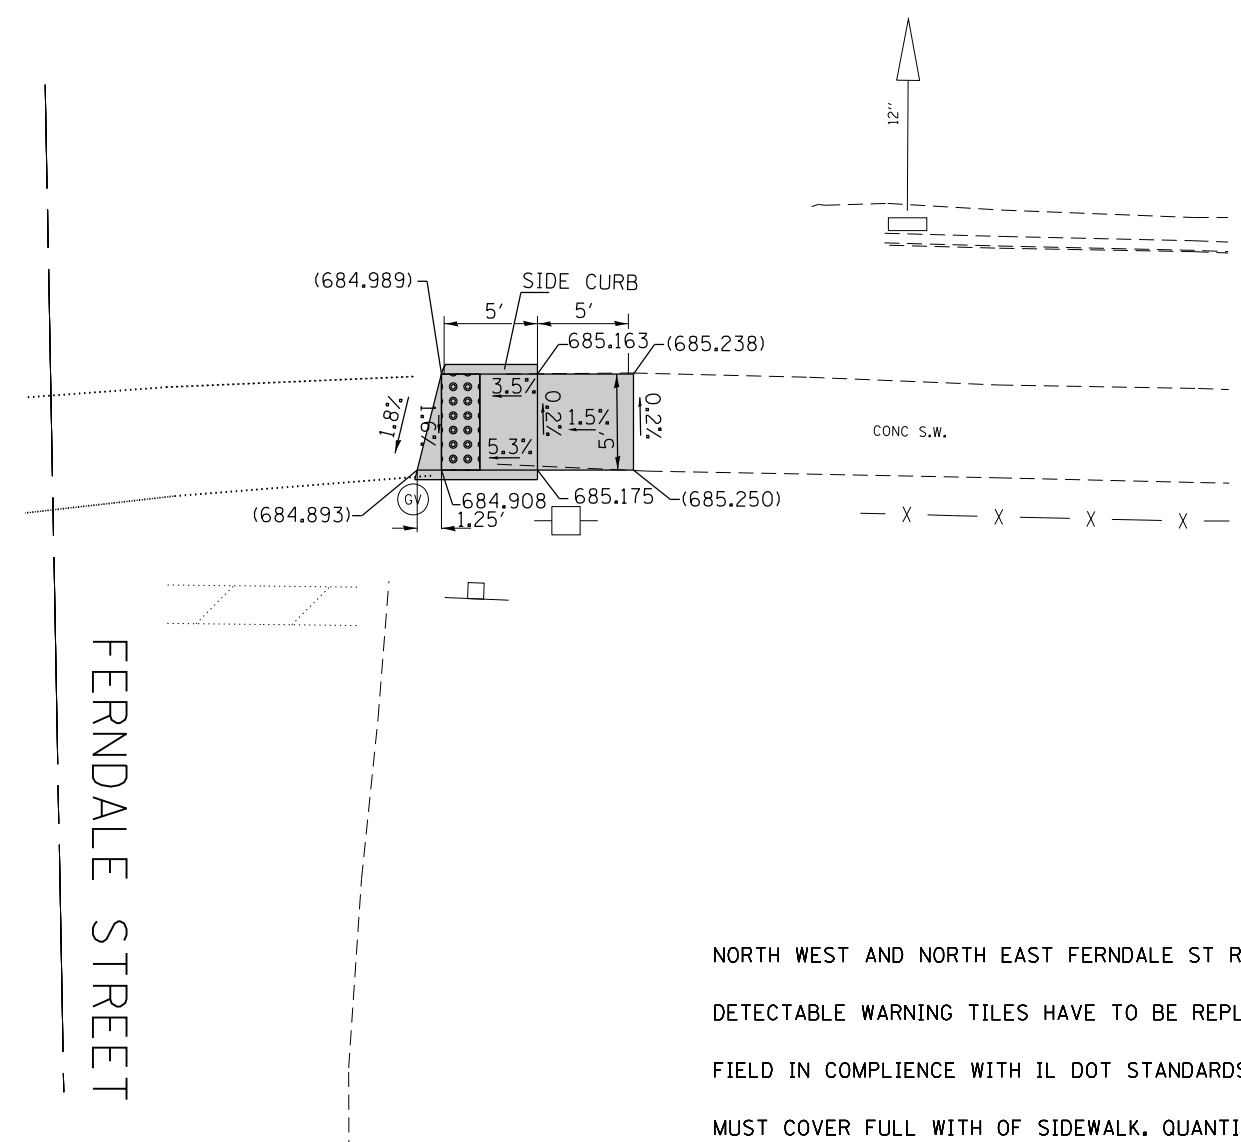 12"
(684.989)
SIDE CURB
5'
5'
685.163
(685.238)
3.5%
1.8%
1.6%
0.2%
1.5%
0.2%
5'
5.3%
CONC S.W.
GV
684.908
685.175
(685.250)
(684.893)
1.25'
X X X X
FERNDALE STREET
NORTH WEST AND NORTH EAST FERNDALE ST R
DETECTABLE WARNING TILES HAVE TO BE REPL
FIELD IN COMPLIENCE WITH IL DOT STANDARDS
MUST COVER FULL WITH OF SIDEWALK. QUANTI